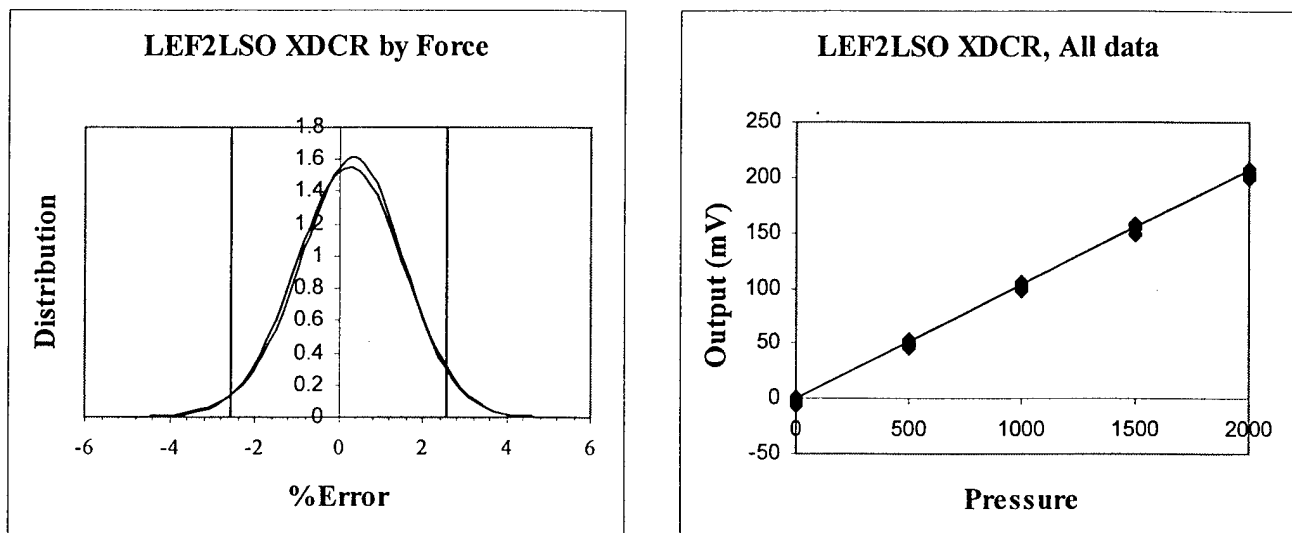 LEF2LSO XDCR by Force
1.8
1.6
1.4
1.2
1
0.8
0.6
0.4
0.2
0
-6 -4 -2 0 2 4 6
Distribution
%Error
LEF2LSO XDCR, All data
250
200
150
100
50
0
-50
0 500 1000 1500 2000
Output (mV)
Pressure